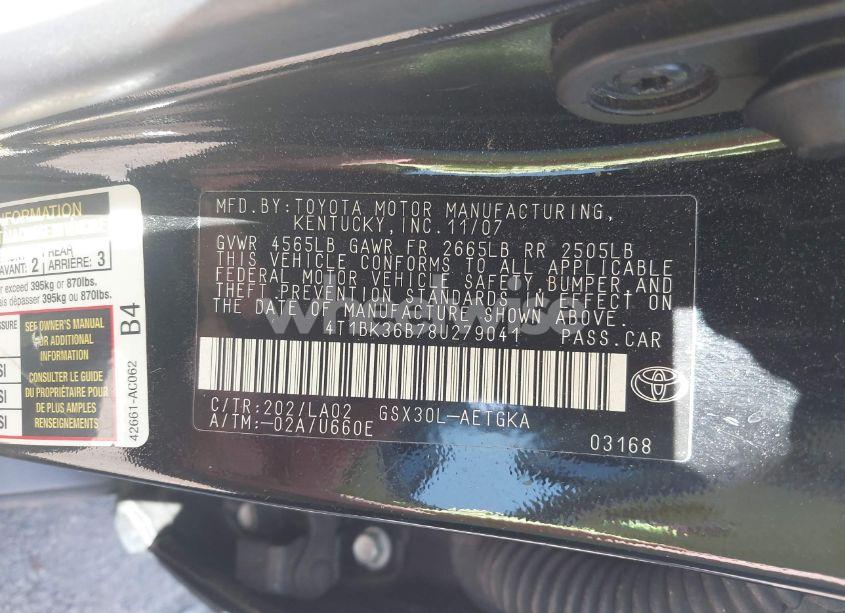 INFORMATION
AVANT: 2
REAR
ARRIÈRE: 3
er exceed 395kg or 870lbs.
is dépasser 395kg ou 870lbs.
SEE OWNER'S
MANUAL FOR
ADDITIONAL
INFORMATION
CONSULTER LE GUIDE
DU PROPRIÉTAIRE POUR
DE PLUS AMPLES
RENSEIGNEMENTS
B4
42661-AC062
MFD.BY:TOYOTA MOTOR MANUFACTURING,
KENTUCKY,INC.11/07
GVWR 4565LB GAWR FR 2665LB RR 2505LB
THIS VEHICLE CONFORMS TO ALL APPLICABLE
FEDERAL MOTOR VEHICLE SAFETY,BUMPER,AND
THEFT PREVENTION STANDARDS IN EFFECT ON
THE DATE OF MANUFACTURE SHOWN ABOVE.
4T1BK36B78U279041 PASS.CAR
C/TR:202/LA02 GSX30L-AETGKA
A/TM:-02A/U660E
03168
TOYOTA